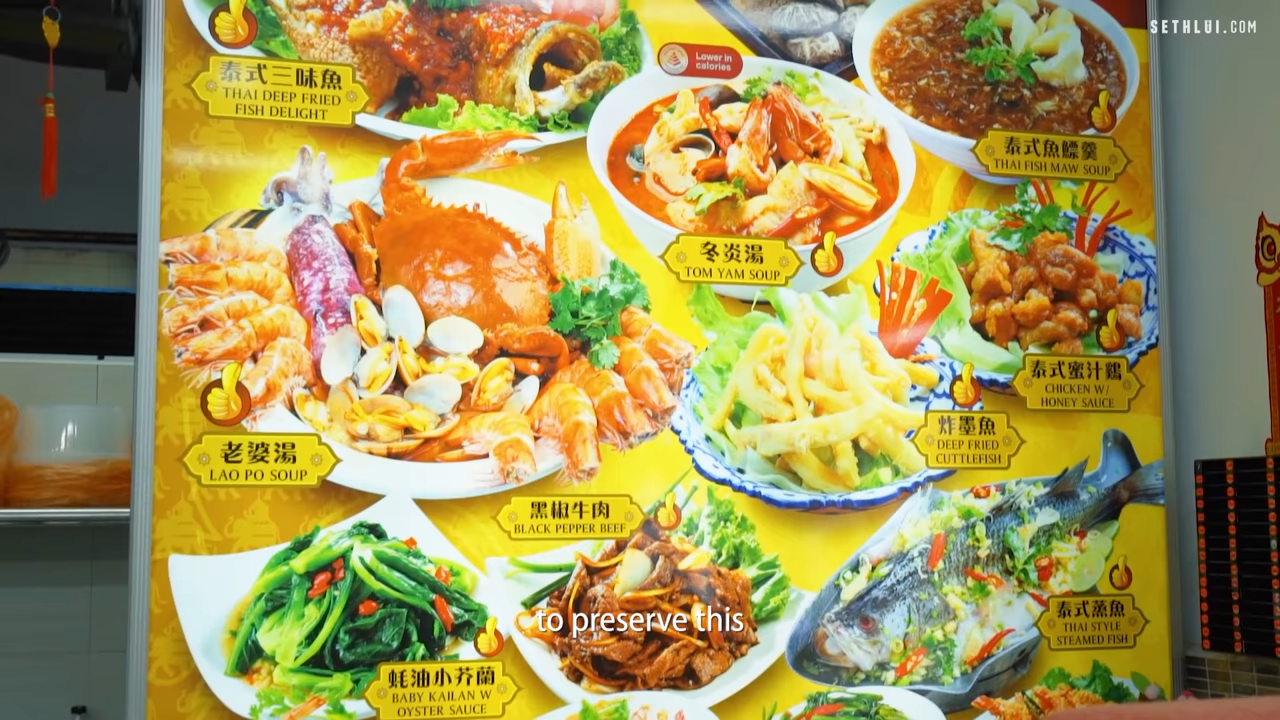 SETHLUI.COM
泰式三味魚
THAI DEEP FRIED
FISH DELIGHT
Lower in
calories
泰式魚鰾羹
THAI FISH MAW SOUP
冬炎湯
TOM YAM SOUP
泰式蜜汁鷄
CHICKEN W/
HONEY SAUCE
炸墨魚
DEEP FRIED
CUTTLEFISH
老婆湯
LAO PO SOUP
黑椒牛肉
BLACK PEPPER BEEF
泰式蒸魚
THAI STYLE
STEAMED FISH
to preserve this
蚝油小芥蘭
BABY KAILAN W
OYSTER SAUCE